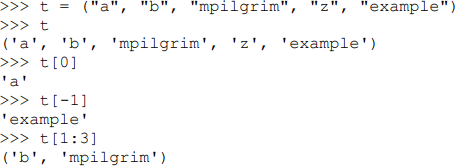 >>> t = ("a", "b", "mpilgrim", "z", "example")
>>> t
('a', 'b', 'mpilgrim', 'z', 'example')
>>> t[0]
'a'
>>> t[-1]
'example'
>>> t[1:3]
('b', 'mpilgrim')